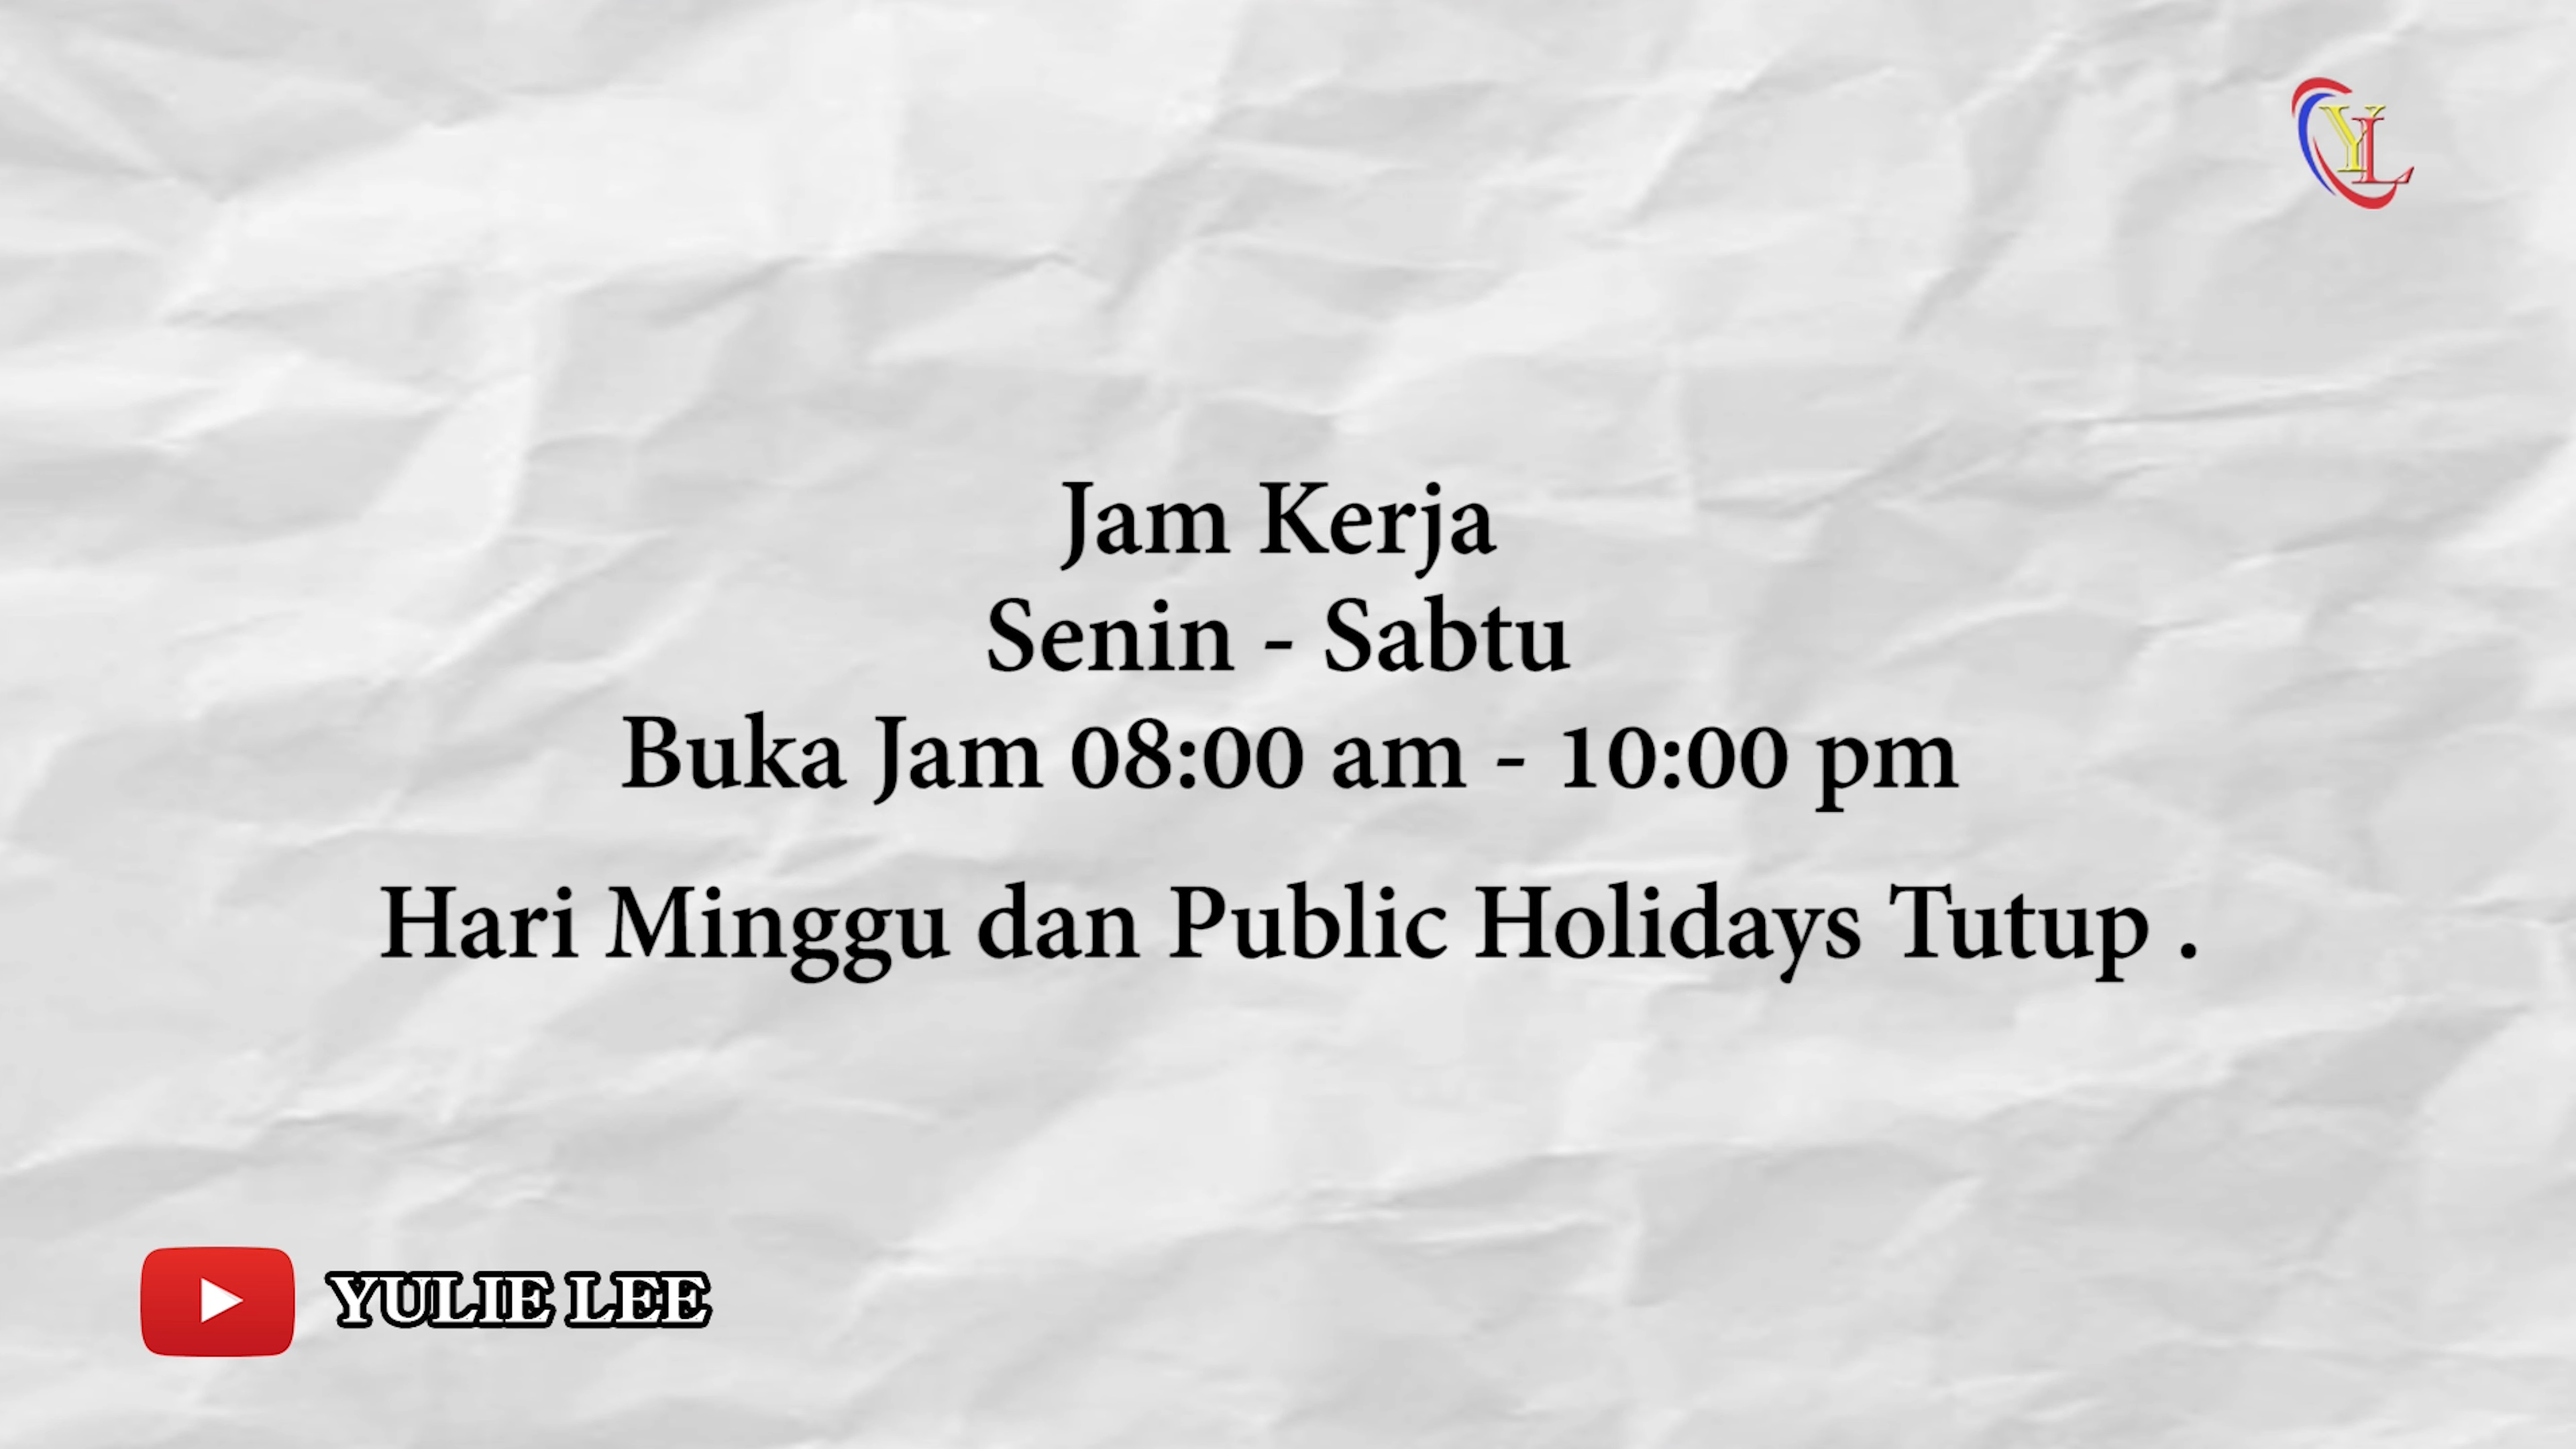 YL
Jam Kerja
Senin - Sabtu
Buka Jam 08:00 am - 10:00 pm
Hari Minggu dan Public Holidays Tutup .
YULIE LEE